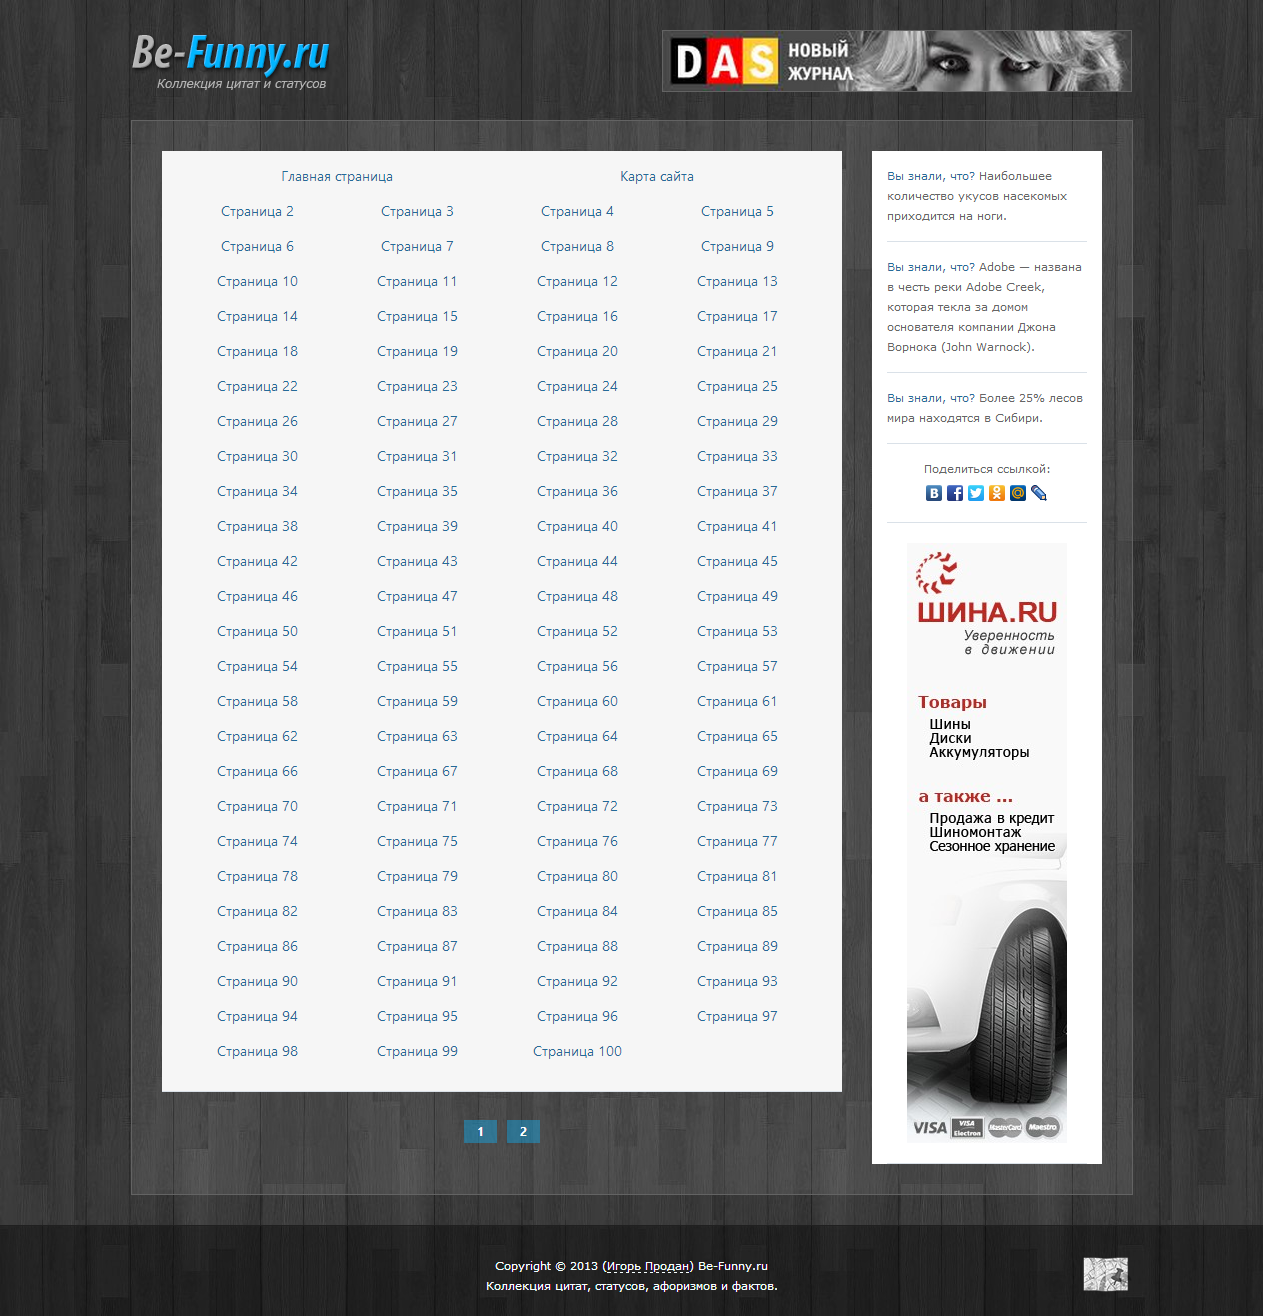 Be-Funny.ru
Коллекция цитат и статусов
DAS НОВЫЙ
ЖУРНАЛ
Главная страница Карта сайта
Страница 2 Страница 3 Страница 4 Страница 5
Страница 6 Страница 7 Страница 8 Страница 9
Страница 10 Страница 11 Страница 12 Страница 13
Страница 14 Страница 15 Страница 16 Страница 17
Страница 18 Страница 19 Страница 20 Страница 21
Страница 22 Страница 23 Страница 24 Страница 25
Страница 26 Страница 27 Страница 28 Страница 29
Страница 30 Страница 31 Страница 32 Страница 33
Страница 34 Страница 35 Страница 36 Страница 37
Страница 38 Страница 39 Страница 40 Страница 41
Страница 42 Страница 43 Страница 44 Страница 45
Страница 46 Страница 47 Страница 48 Страница 49
Страница 50 Страница 51 Страница 52 Страница 53
Страница 54 Страница 55 Страница 56 Страница 57
Страница 58 Страница 59 Страница 60 Страница 61
Страница 62 Страница 63 Страница 64 Страница 65
Страница 66 Страница 67 Страница 68 Страница 69
Страница 70 Страница 71 Страница 72 Страница 73
Страница 74 Страница 75 Страница 76 Страница 77
Страница 78 Страница 79 Страница 80 Страница 81
Страница 82 Страница 83 Страница 84 Страница 85
Страница 86 Страница 87 Страница 88 Страница 89
Страница 90 Страница 91 Страница 92 Страница 93
Страница 94 Страница 95 Страница 96 Страница 97
Страница 98 Страница 99 Страница 100
1 2
Вы знали, что? Наибольшее
количество укусов насекомых
приходится на ноги.
Вы знали, что? Adobe — названа
в честь реки Adobe Creek,
которая текла за домом
основателя компании Джона
Ворнока (John Warnock).
Вы знали, что? Более 25% лесов
мира находятся в Сибири.
Поделиться ссылкой:
ШИНА.RU
Уверенность
в движении
Товары
Шины
Диски
Аккумуляторы
а также ...
Продажа в кредит
Шиномонтаж
Сезонное хранение
VISA VISA Electron MasterCard Maestro
Copyright © 2013 (Игорь Продан) Be-Funny.ru
Коллекция цитат, статусов, афоризмов и фактов.